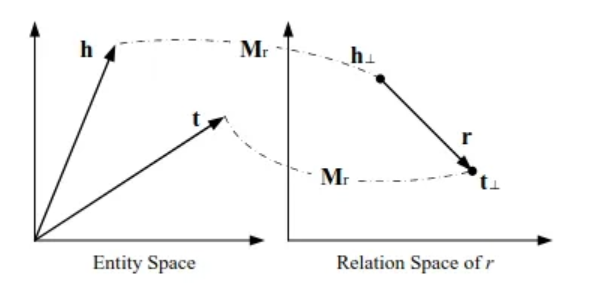 h
t
Mr
h⊥
r
Mr
t⊥
Entity Space
Relation Space of r